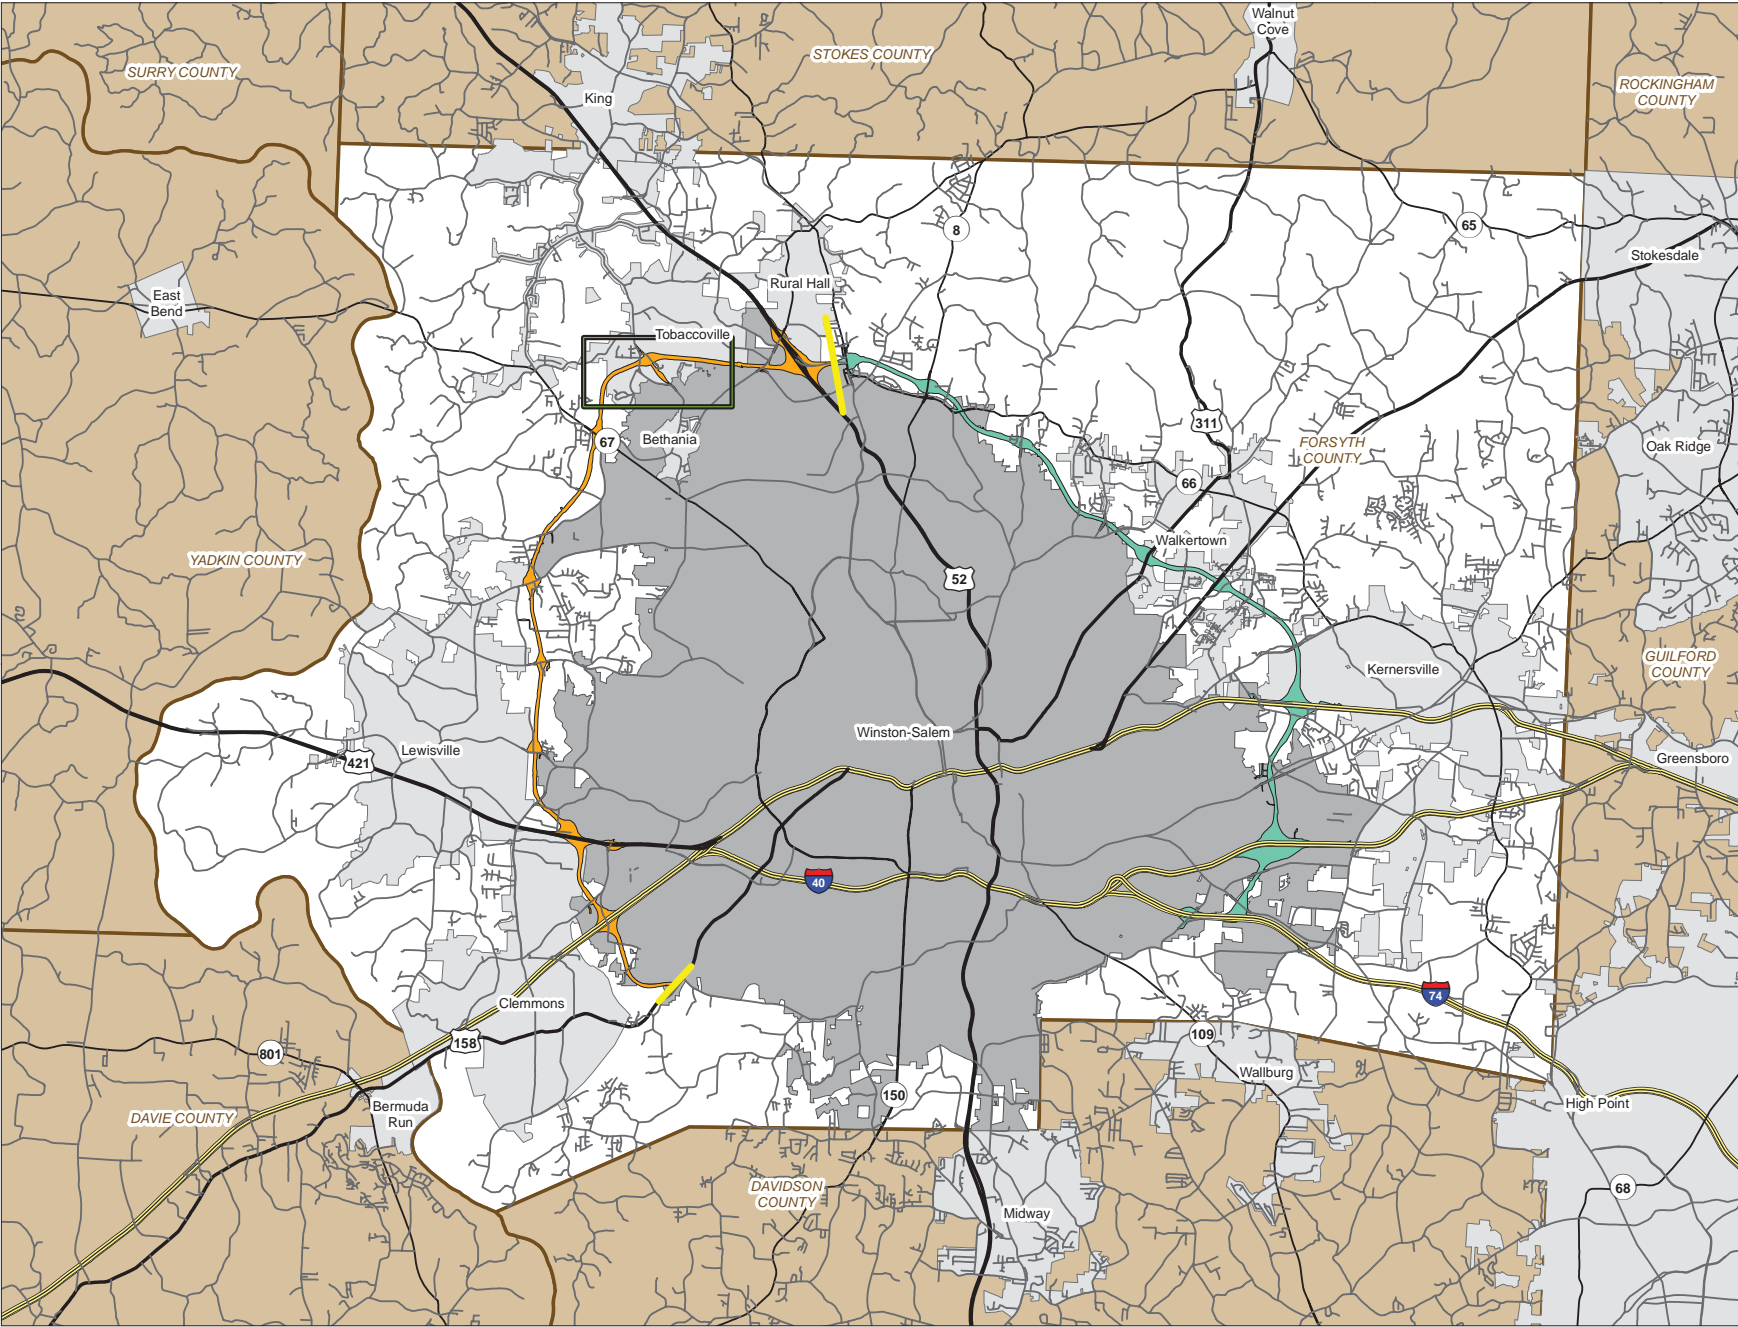 Walnut
Cove
STOKES COUNTY
SURRY COUNTY
ROCKINGHAM
COUNTY
King
8
65
Stokesdale
Rural Hall
East
Bend
Tobaccoville
311
FORSYTH
COUNTY
67
Bethania
Oak Ridge
66
Walkertown
YADKIN COUNTY
52
GUILFORD
COUNTY
Kernersville
Winston-Salem
Lewisville
421
Greensboro
40
74
Clemmons
158
109
801
Wallburg
150
Bermuda
Run
High Point
DAVIE COUNTY
DAVIDSON
COUNTY
68
Midway